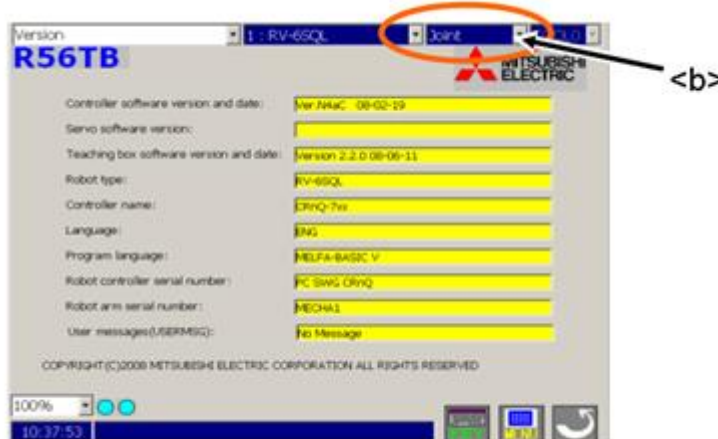 Version 1 : RV-6SQL Joint
R56TB
MITSUBISHI
ELECTRIC
<b>
Controller software version and date: Ver.N4aC 08-02-19
Servo software version:
Teaching box software version and date: Version 2.2.0 08-06-11
Robot type: RV-6SQL
Controller name: CRnQ-7xx
Language: ENG
Program language: MELFA-BASIC V
Robot controller serial number: PC SWG CRnQ
Robot arm serial number: MECHA1
User messages(USERMSG): No Message
COPYRIGHT(C)2008 MITSUBISHI ELECTRIC CORPORATION ALL RIGHTS RESERVED
100%
10:37:53 MENU